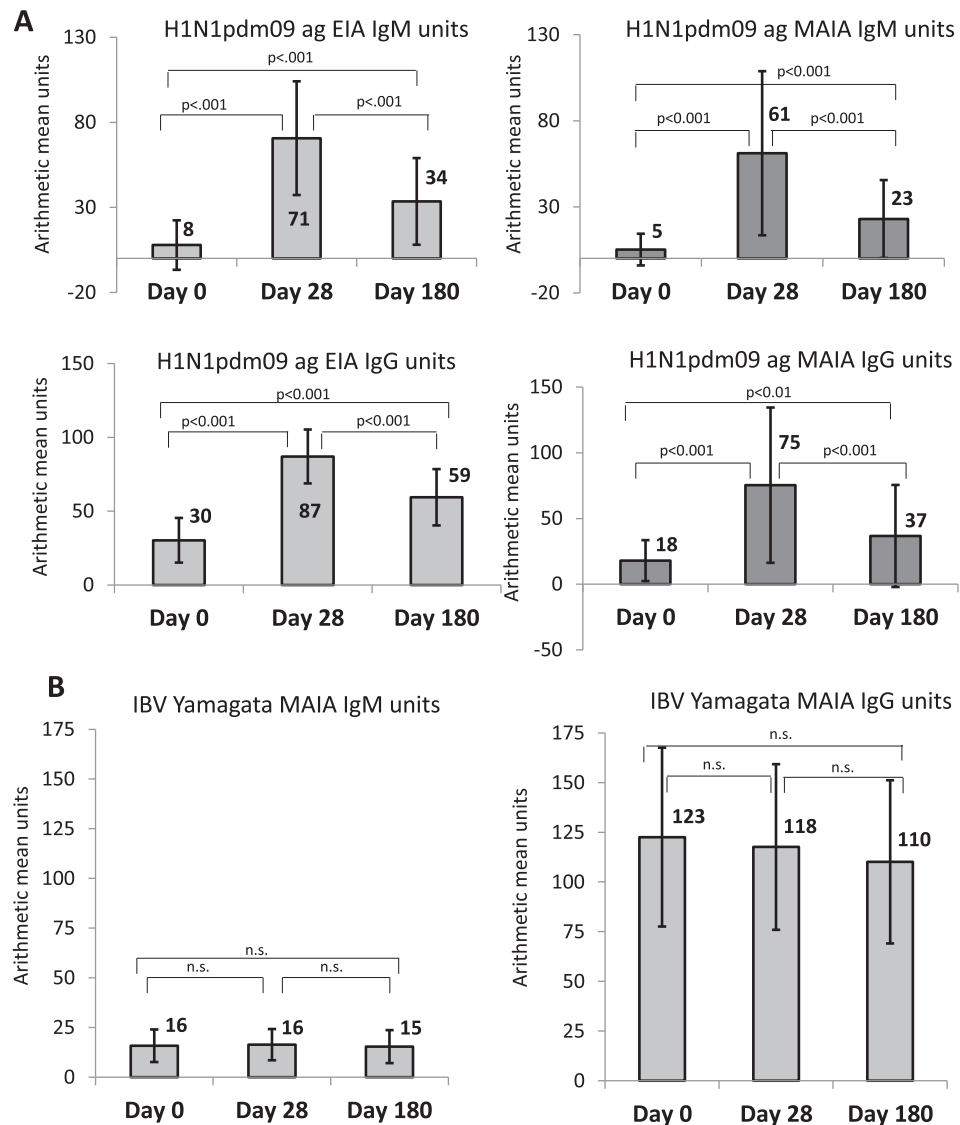 A
H1N1pdm09 ag EIA IgM units
Arithmetic mean units
130
80
30
-20
p<.001
p<.001
p<.001
8
71
34
Day 0
Day 28
Day 180
H1N1pdm09 ag MAIA IgM units
Arithmetic mean units
130
80
30
-20
p<0.001
p<0.001
p<0.001
5
61
23
Day 0
Day 28
Day 180
H1N1pdm09 ag EIA IgG units
Arithmetic mean units
150
100
50
0
p<0.001
p<0.001
p<0.001
30
87
59
Day 0
Day 28
Day 180
H1N1pdm09 ag MAIA IgG units
Arithmetic mean units
150
100
50
0
-50
p<0.01
p<0.001
p<0.001
18
75
37
Day 0
Day 28
Day 180
B
IBV Yamagata MAIA IgM units
Arithmetic mean units
175
150
125
100
75
50
25
0
n.s.
n.s.
n.s.
16
16
15
Day 0
Day 28
Day 180
IBV Yamagata MAIA IgG units
Arithmetic mean units
175
150
125
100
75
50
25
0
n.s.
n.s.
n.s.
123
118
110
Day 0
Day 28
Day 180